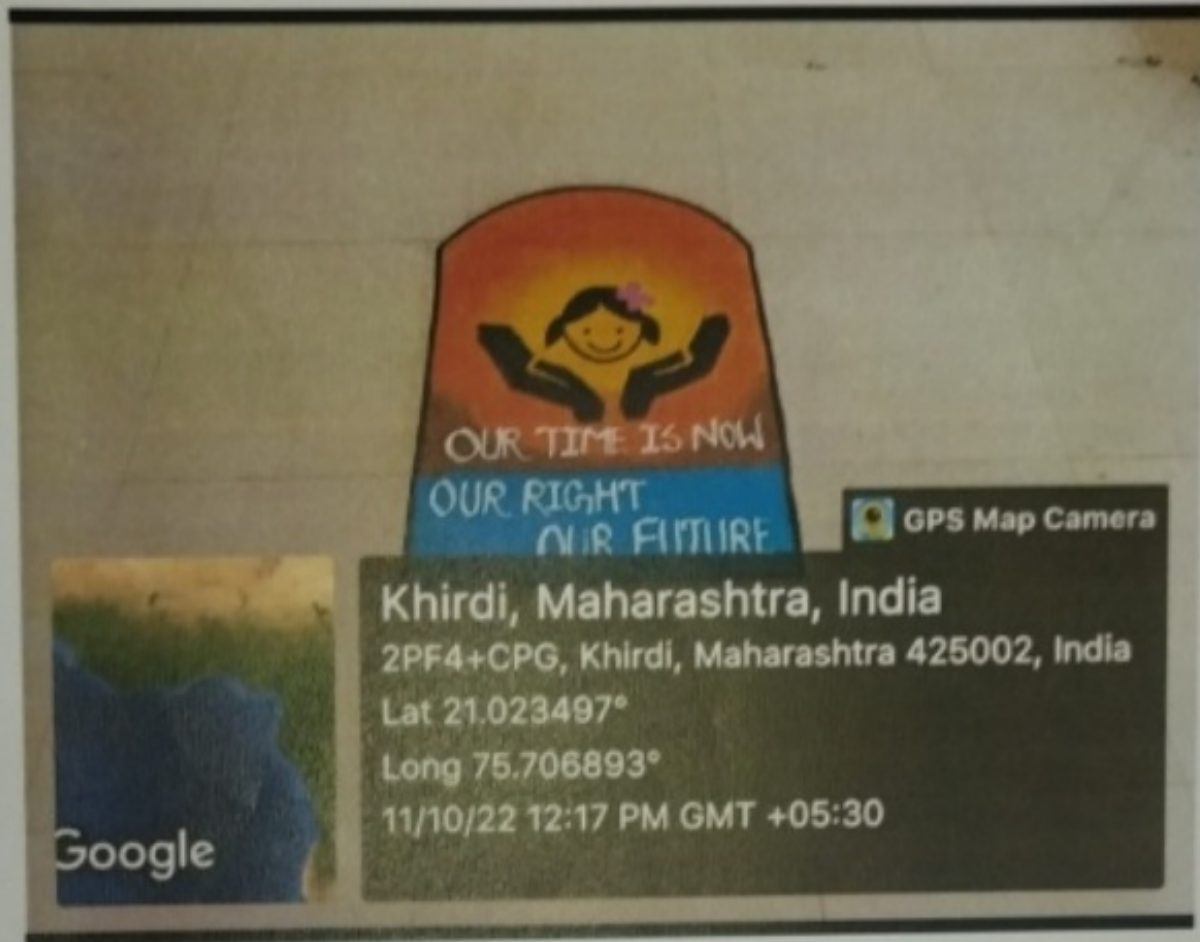 OUR TIME IS NOW
OUR RIGHT
OUR FUTURE
GPS Map Camera
Khirdi, Maharashtra, India
2PF4+CPG, Khirdi, Maharashtra 425002, India
Lat 21.023497°
Long 75.706893°
11/10/22 12:17 PM GMT +05:30
Google